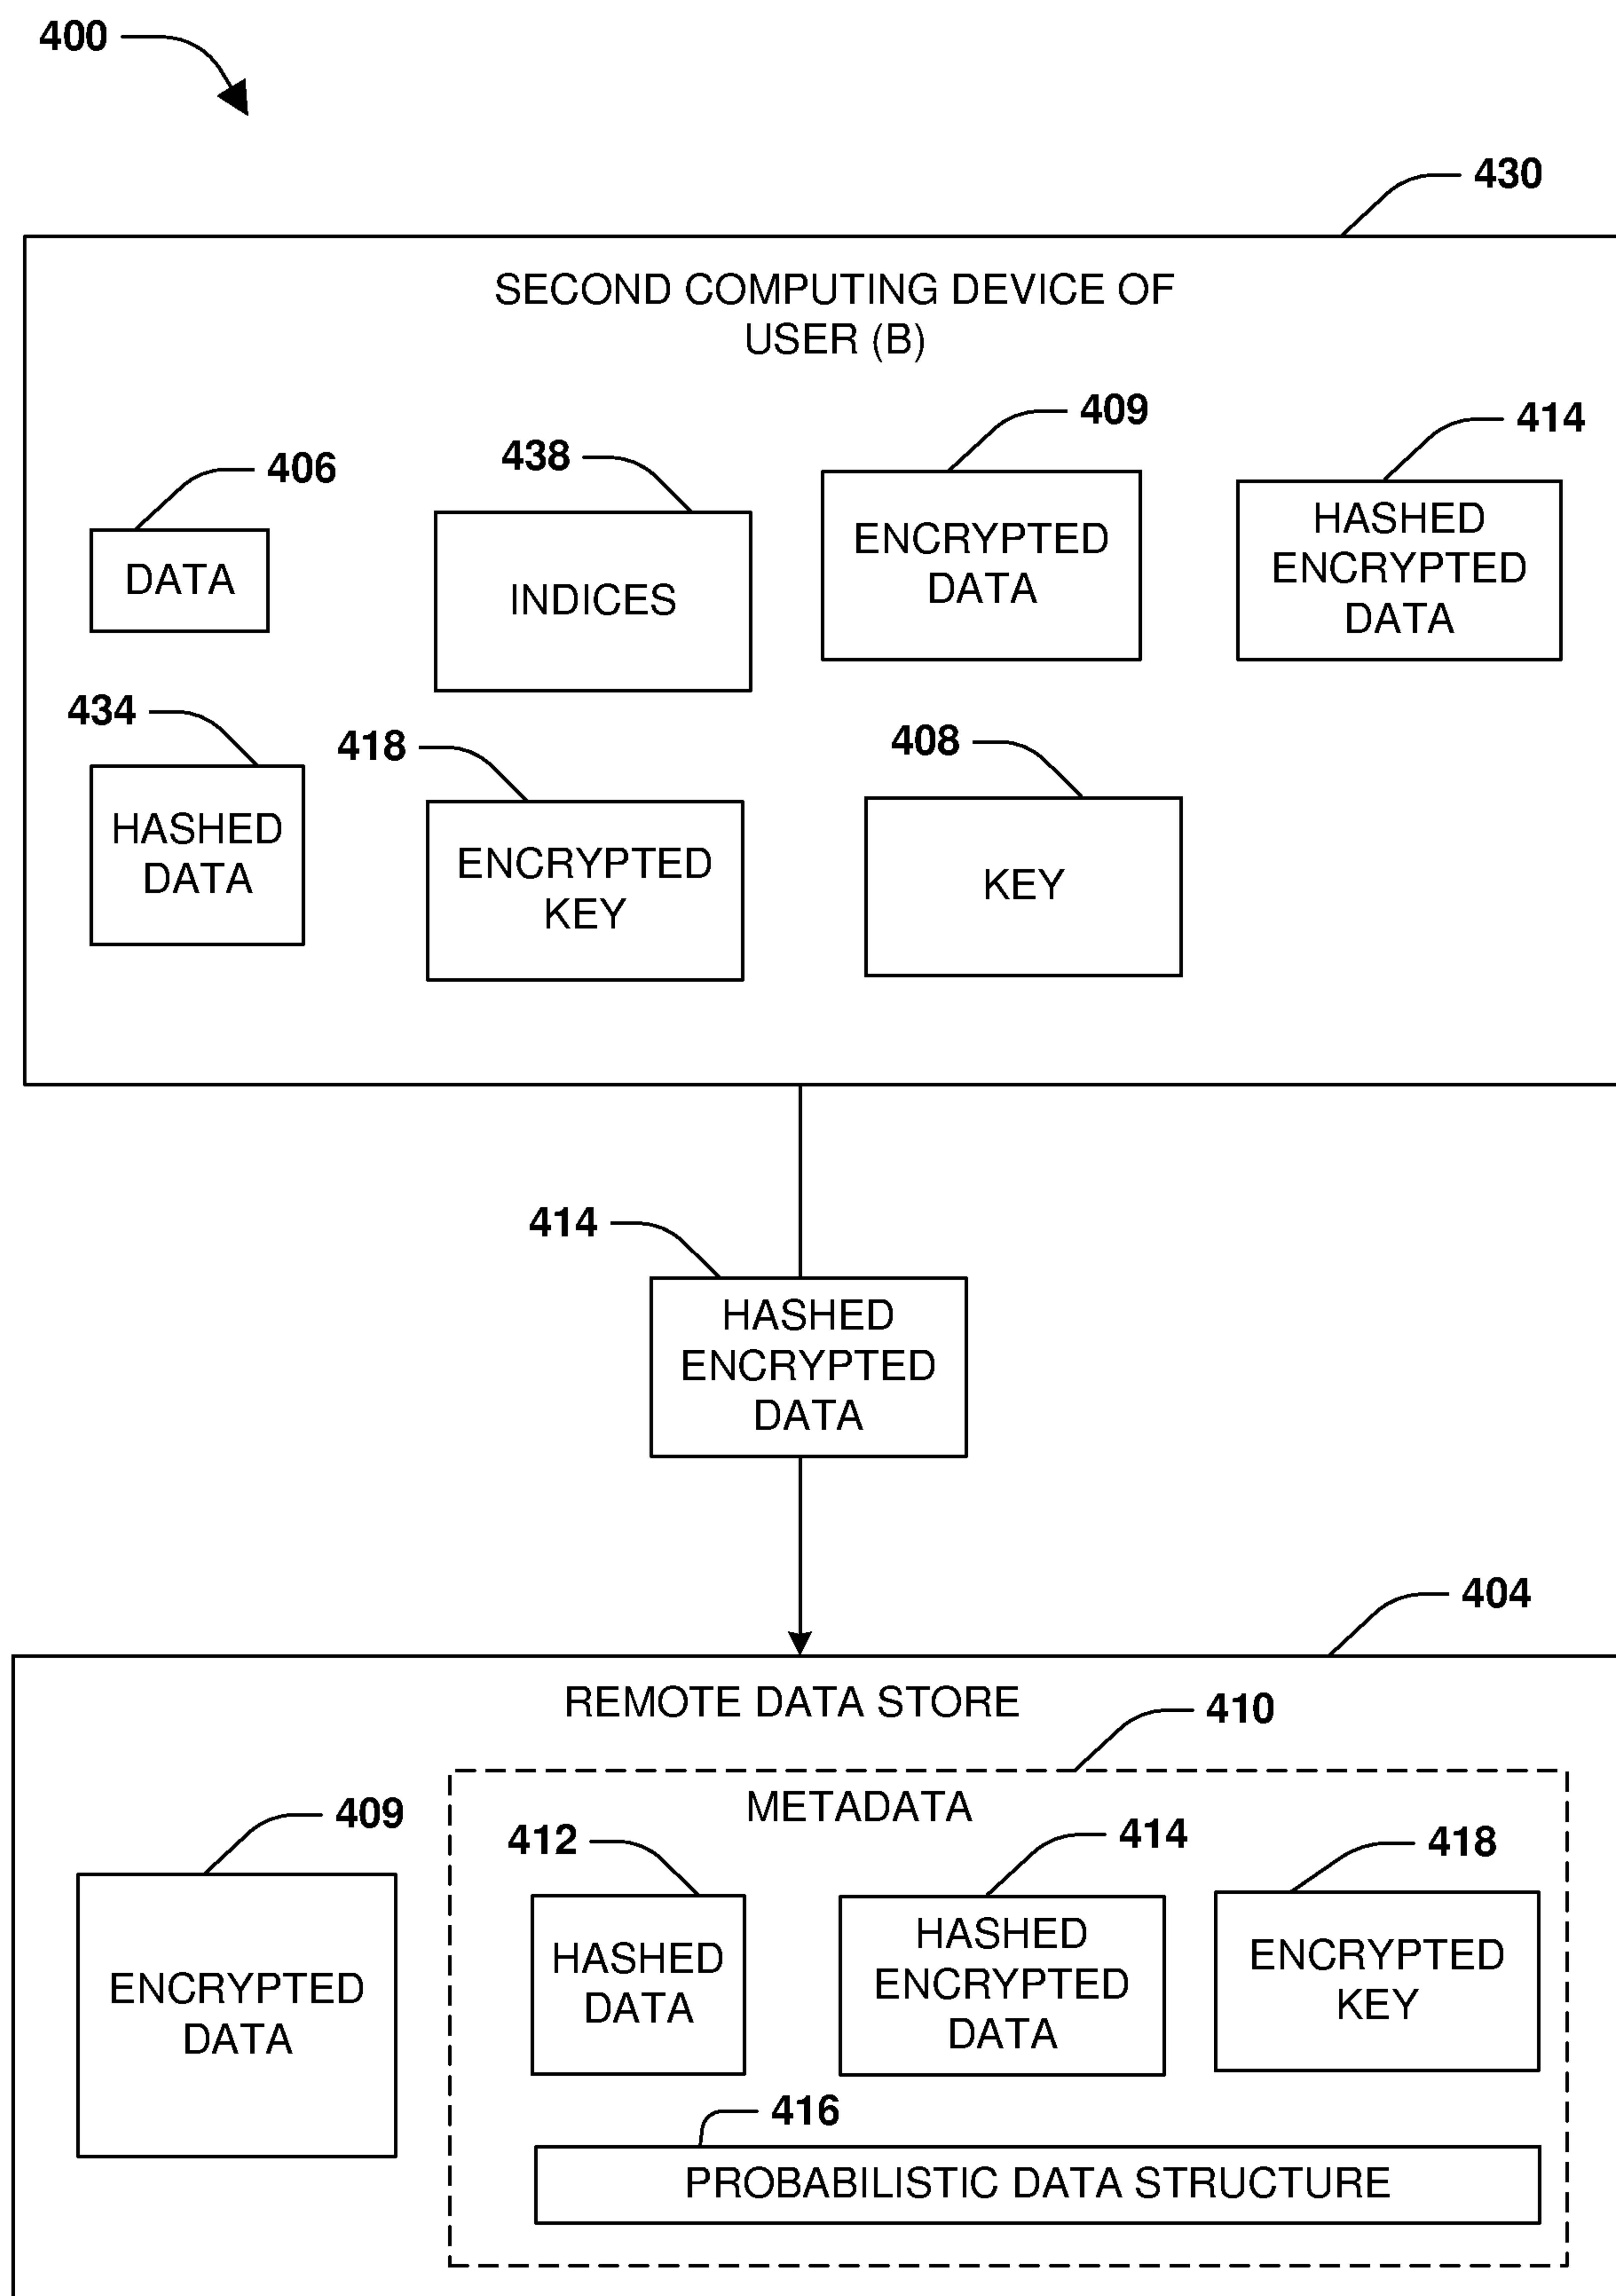 400
430
SECOND COMPUTING DEVICE OF
USER (B)
409
414
438
406
ENCRYPTED
DATA
HASHED
ENCRYPTED
DATA
DATA
INDICES
434
418
408
HASHED
DATA
ENCRYPTED
KEY
KEY
414
HASHED
ENCRYPTED
DATA
404
REMOTE DATA STORE
410
METADATA
409
412
414
418
ENCRYPTED
DATA
HASHED
DATA
HASHED
ENCRYPTED
DATA
ENCRYPTED
KEY
416
PROBABILISTIC DATA STRUCTURE